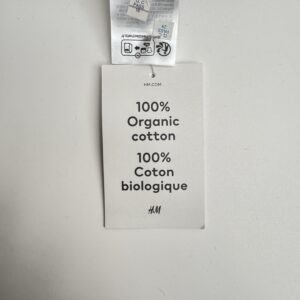 HM.COM
100%
Organic
cotton
100%
Coton
biologique
H&M